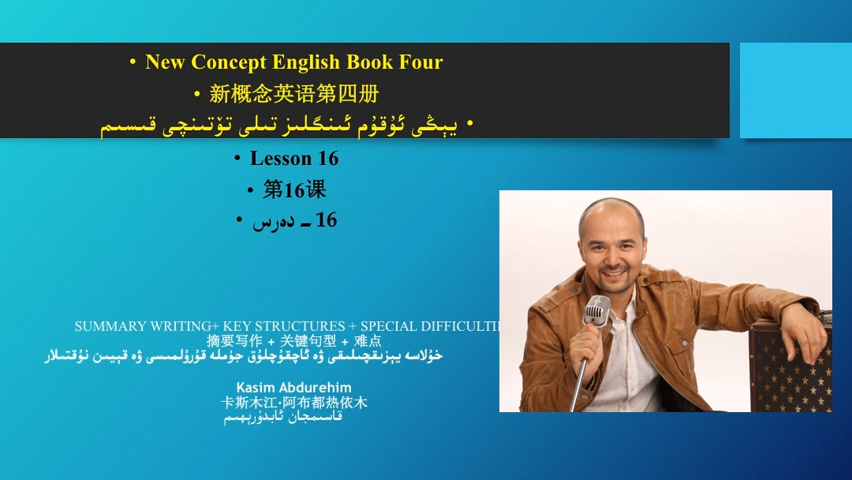 • New Concept English Book Four
• 新概念英语第四册
• يېڭى ئۇقۇم ئىنگلىز تىلى تۆتىنچى قىسىم
• Lesson 16
• 第16课
• 16 ـ دەرس
SUMMARY WRITING+ KEY STRUCTURES + SPECIAL DIFFICULTI
摘要写作 + 关键句型 + 难点
خۇلاسە يېزىقچىلىقى ۋە ئاچقۇچلۇق جۈملە قۇرۇلمىسى ۋە قىيىن نۇقتىلار
Kasim Abdurehim
卡斯木江·阿布都热依木
قاسىمجان ئابدۇرېھىم